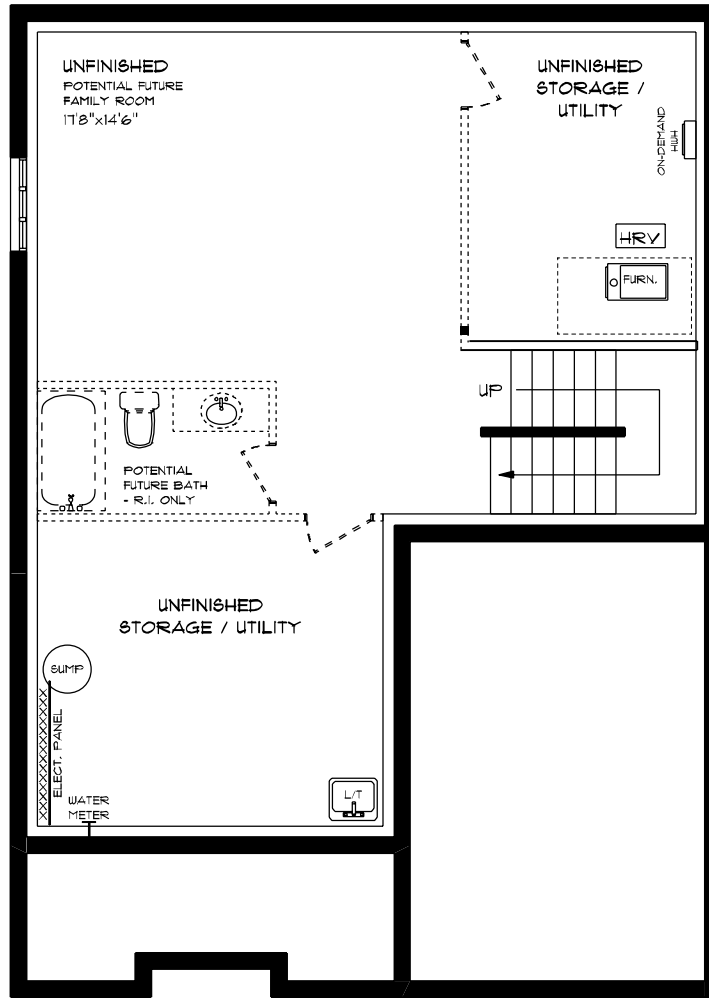 UNFINISHED
POTENTIAL FUTURE
FAMILY ROOM
17'8"x14'6"
UNFINISHED
STORAGE /
UTILITY
ON-DEMAND
HWH
HRV
FURN.
UP
POTENTIAL
FUTURE BATH
- R.I. ONLY
UNFINISHED
STORAGE / UTILITY
SUMP
ELECT. PANEL
WATER
METER
L/T